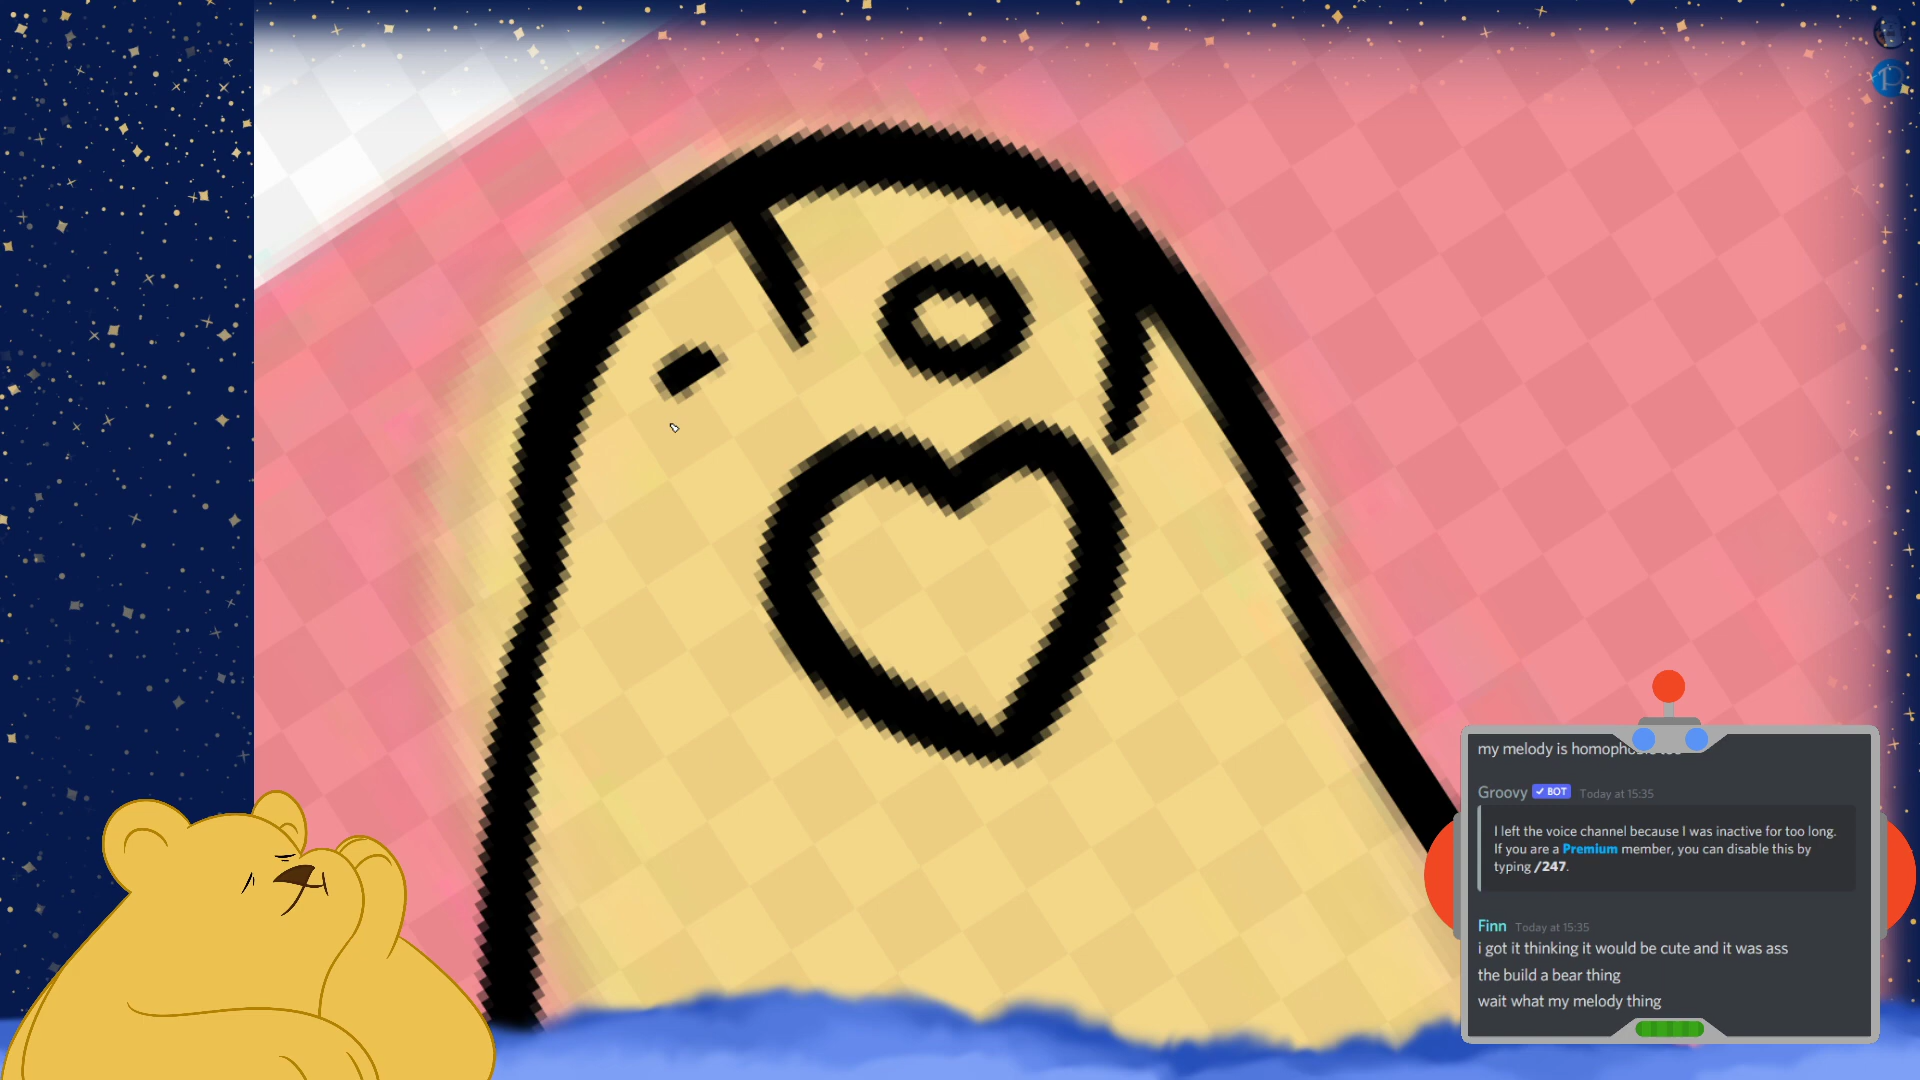 my melody is
Groovy ✓ BOT Today at 15:35
I left the voice channel because I was inactive for too long.
If you are a Premium member, you can disable this by
typing /247.
Finn Today at 15:35
i got it thinking it would be cute and it was ass
the build a bear thing
wait what my melody thing